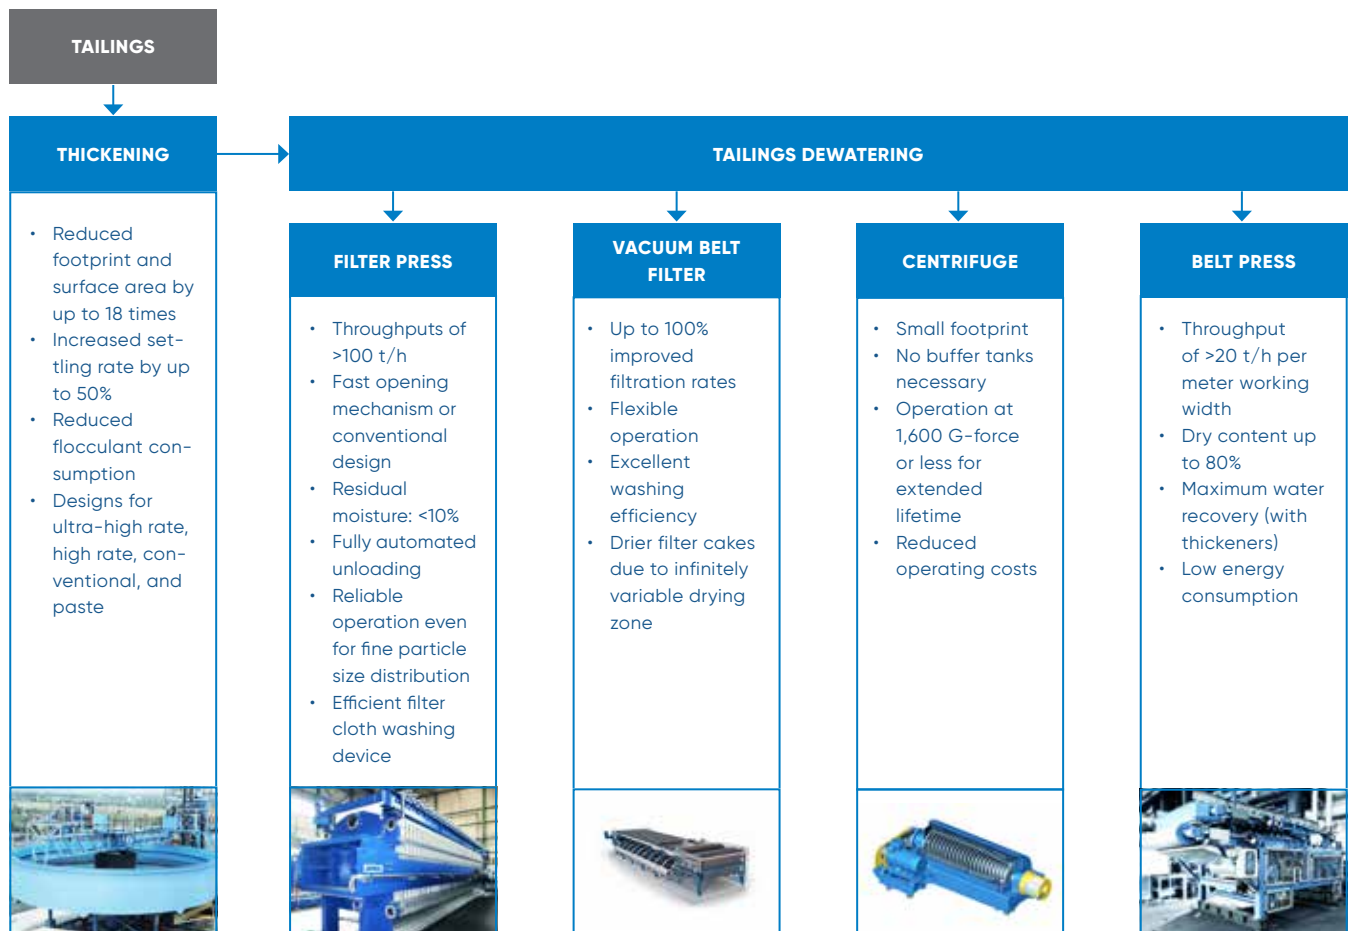 TAILINGS
THICKENING
• Reduced
footprint and
surface area by
up to 18 times
• Increased set-
tling rate by up
to 50%
• Reduced
flocculant con-
sumption
• Designs for
ultra-high rate,
high rate, con-
ventional, and
paste
TAILINGS DEWATERING
FILTER PRESS
• Throughputs of
>100 t/h
• Fast opening
mechanism or
conventional
design
• Residual
moisture: <10%
• Fully automated
unloading
• Reliable
operation even
for fine particle
size distribution
• Efficient filter
cloth washing
device
VACUUM BELT
FILTER
• Up to 100%
improved
filtration rates
• Flexible
operation
• Excellent
washing
efficiency
• Drier filter cakes
due to infinitely
variable drying
zone
CENTRIFUGE
• Small footprint
• No buffer tanks
necessary
• Operation at
1,600 G-force
or less for
extended
lifetime
• Reduced
operating costs
BELT PRESS
• Throughput
of >20 t/h per
meter working
width
• Dry content up
to 80%
• Maximum water
recovery (with
thickeners)
• Low energy
consumption